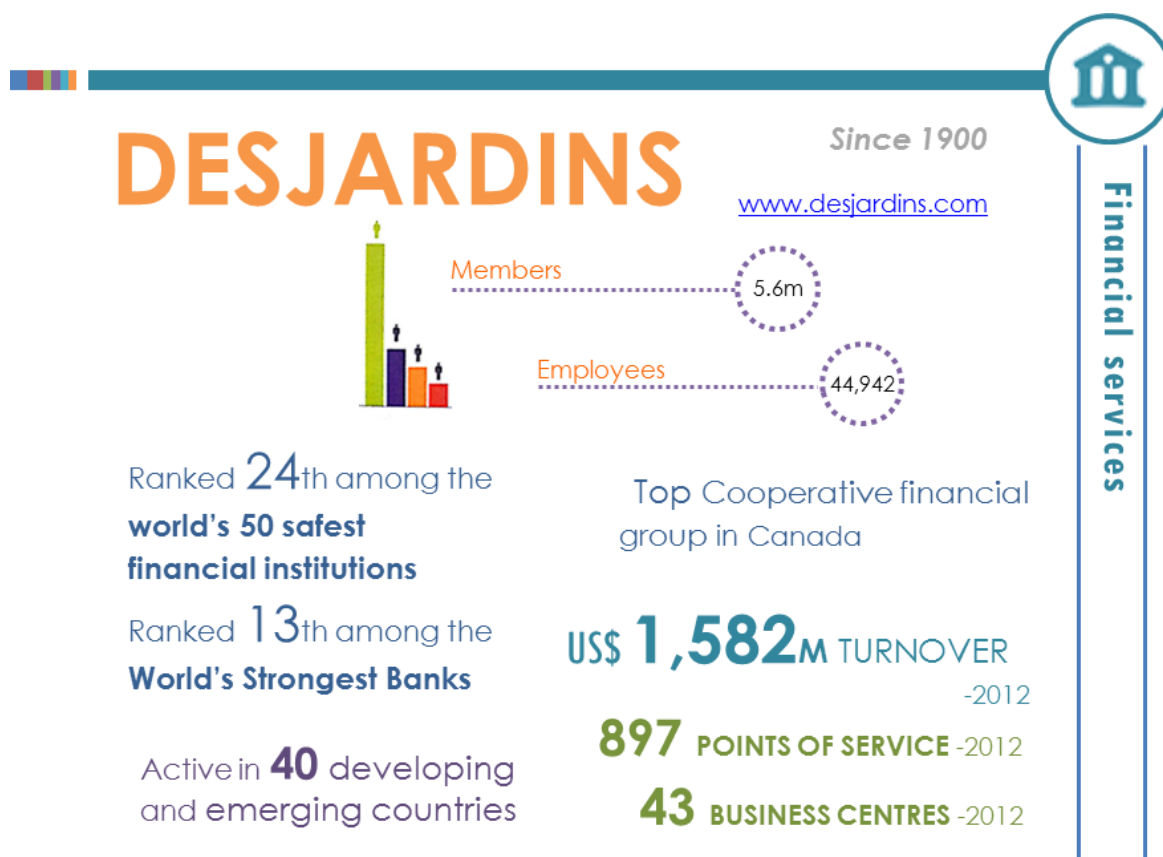 DESJARDINS
Since 1900
www.desjardins.com
Members
5.6m
Employees
44,942
Financial services
Ranked 24th among the
world's 50 safest
financial institutions
Ranked 13th among the
World's Strongest Banks
Active in 40 developing
and emerging countries
Top Cooperative financial
group in Canada
US$ 1,582M TURNOVER
-2012
897 POINTS OF SERVICE -2012
43 BUSINESS CENTRES -2012